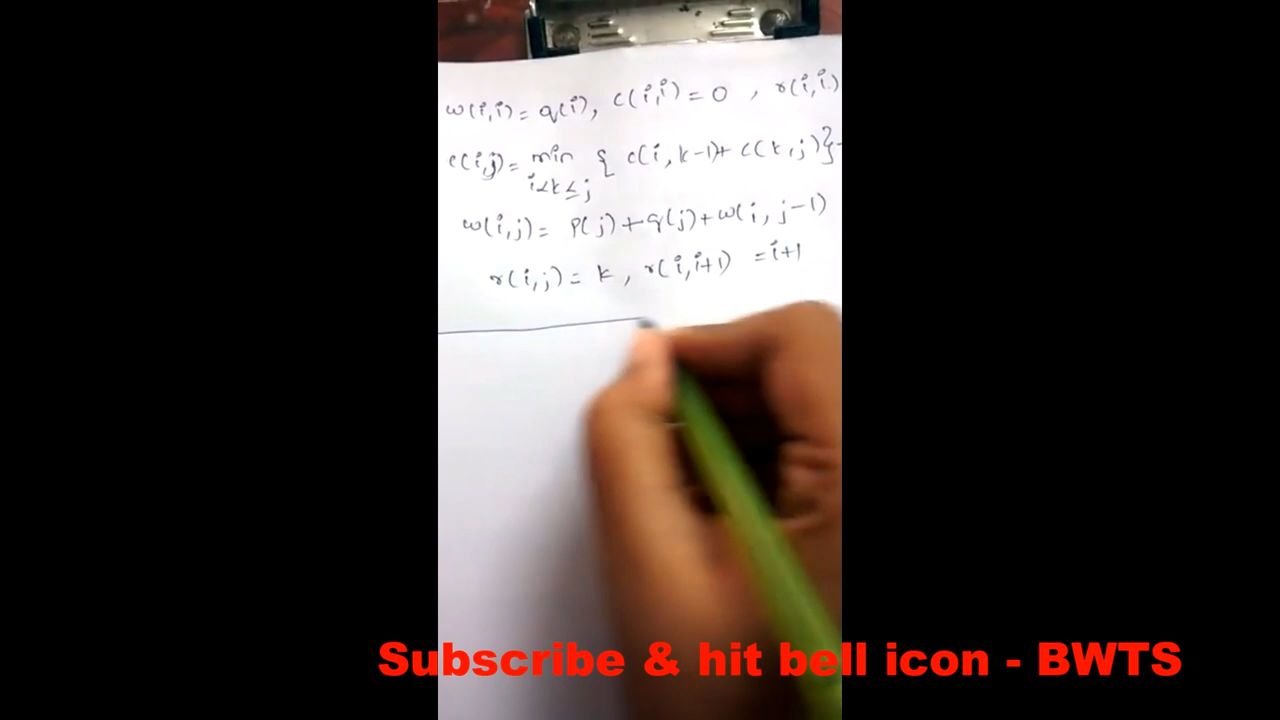 w(i,i) = q(i), c(i,i) = 0 , r(i,i)
c(i,j) = min { c(i, k-1) + c(k, j) } -
i<k≤j
w(i,j) = P(j) + q(j) + w(i, j-1)
r(i,j) = k , r(i,i+1) = i+1
Subscribe & hit bell icon - BWTS